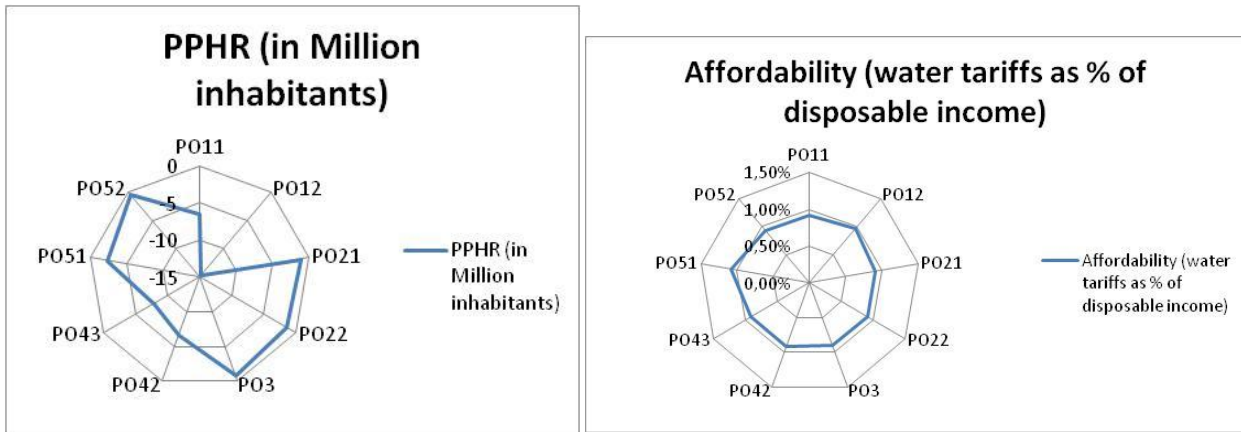 PPHR (in Million
inhabitants)
PO11
0
PO52
PO12
-5
-10
PO51
PO21
-15
PO43
PO22
PO42
PO3
PPHR (in
Million
inhabitants)
Affordability (water tariffs as % of
disposable income)
PO11
1,50%
PO52
PO12
1,00%
0,50%
PO51
PO21
0,00%
PO43
PO22
PO42
PO3
Affordability (water
tariffs as % of
disposable income)